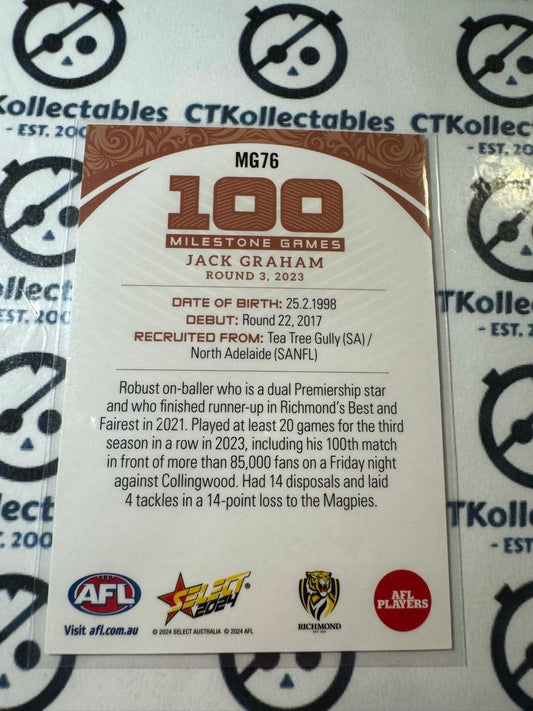 Kollectables CTKollectables CTKollec
- EST. 200
MG76
100
MILESTONE GAMES
JACK GRAHAM
ROUND 3, 2023
DATE OF BIRTH: 25.2.1998
DEBUT: Round 22, 2017
RECRUITED FROM: Tea Tree Gully (SA) /
North Adelaide (SANFL)
Robust on-baller who is a dual Premiership star
and who finished runner-up in Richmond's Best and
Fairest in 2021. Played at least 20 games for the third
season in a row in 2023, including his 100th match
in front of more than 85,000 fans on a Friday night
against Collingwood. Had 14 disposals and laid
4 tackles in a 14-point loss to the Magpies.
AFL
SELECT
2024
RICHMOND
AFL
PLAYERS
Visit afl.com.au
© 2024 SELECT AUSTRALIA © 2024 AFL
TKollec
- EST
TKolle
- EST